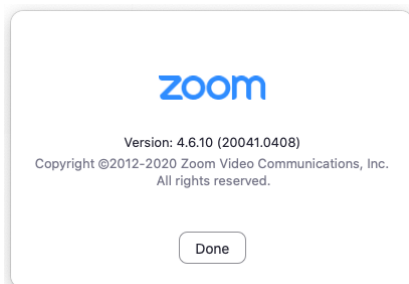 zoom
Version: 4.6.10 (20041.0408)
Copyright ©2012-2020 Zoom Video Communications, Inc.
All rights reserved.
Done